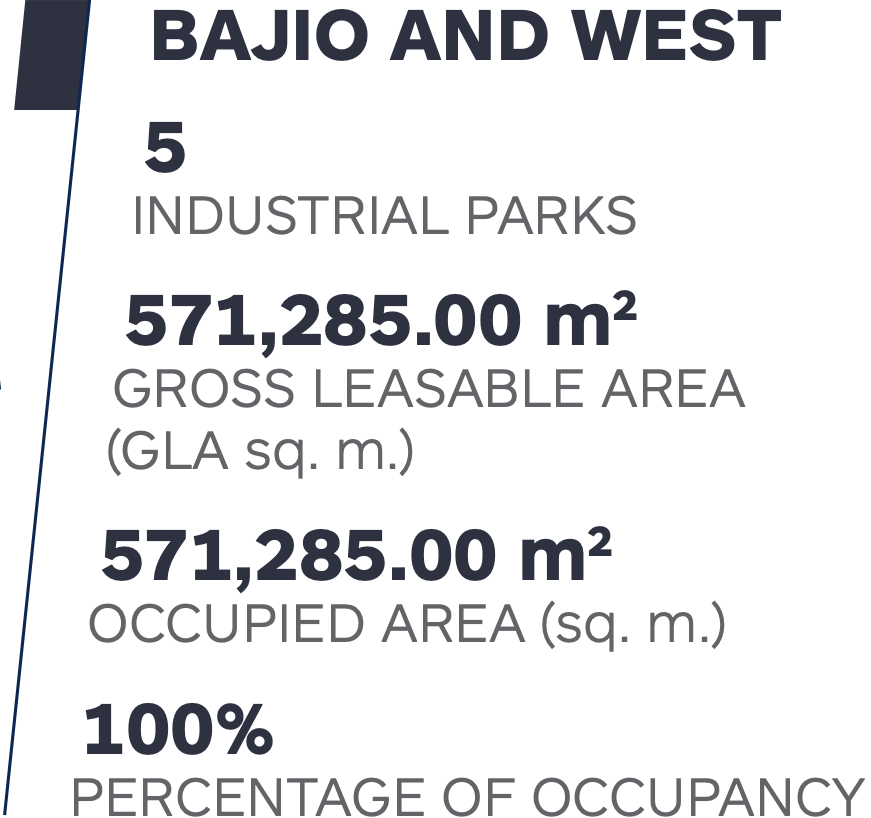 BAJIO AND WEST
5
INDUSTRIAL PARKS
571,285.00 m²
GROSS LEASABLE AREA
(GLA sq. m.)
571,285.00 m²
OCCUPIED AREA (sq. m.)
100%
PERCENTAGE OF OCCUPANCY